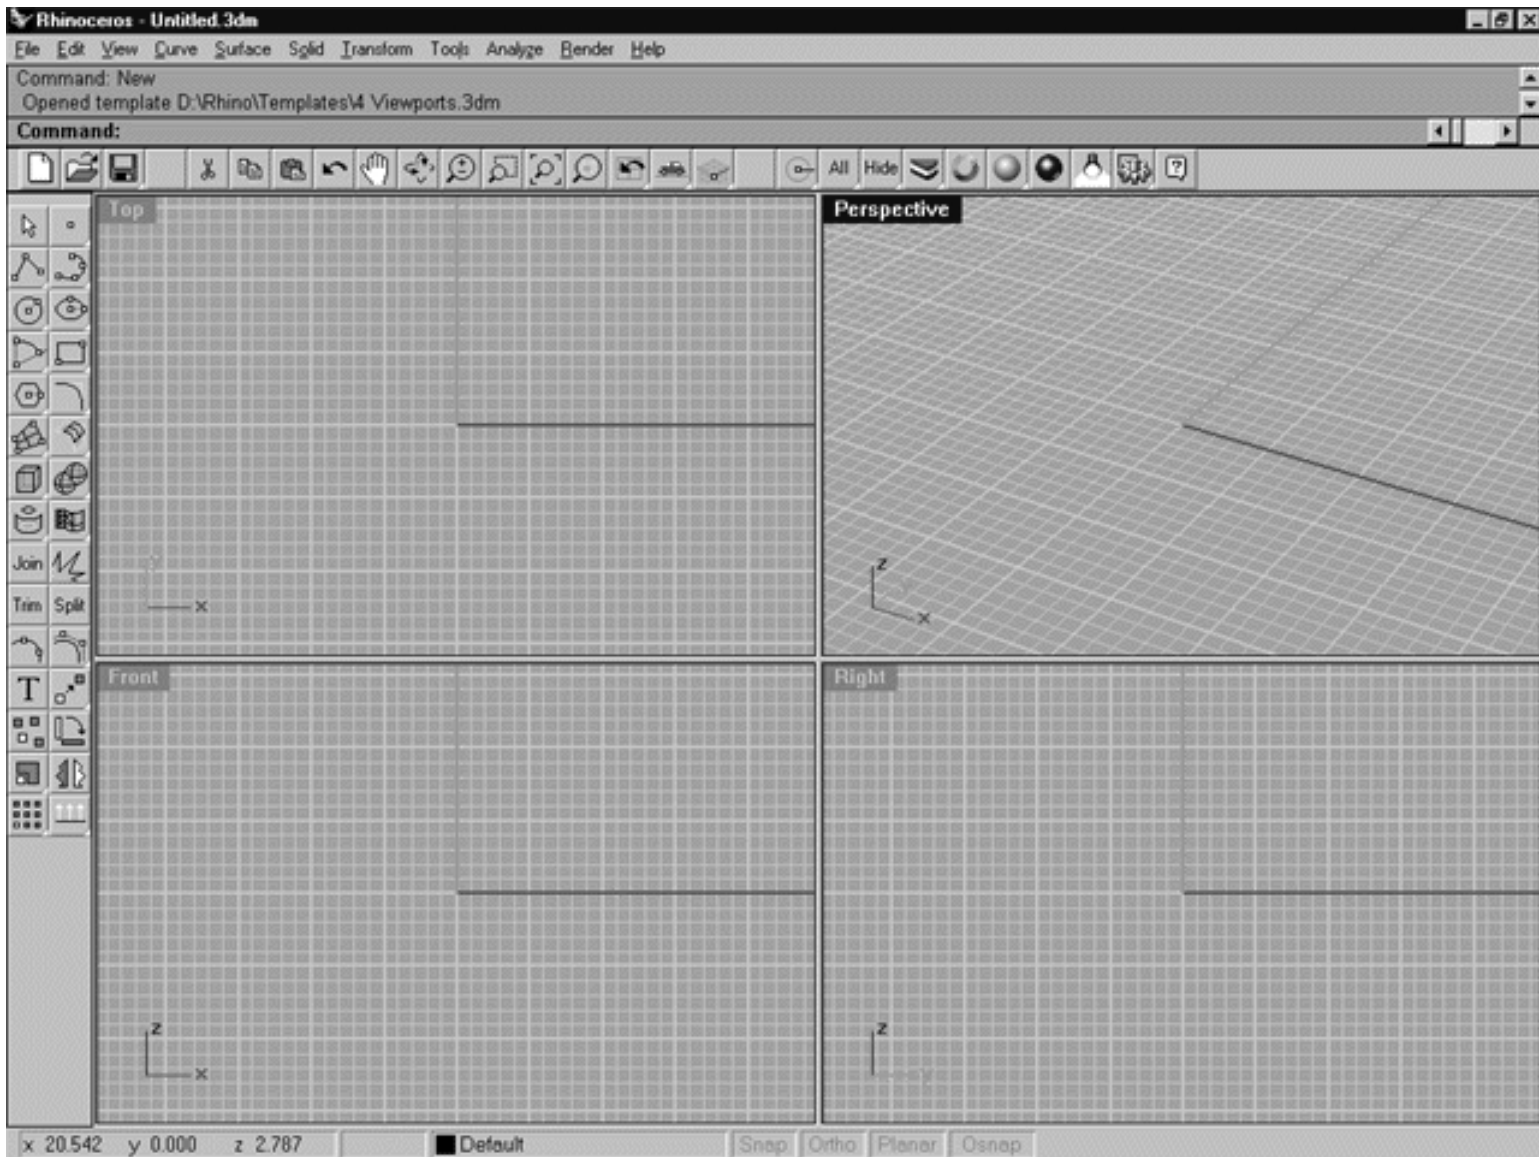 Rhinoceros - Untitled.3dm
File Edit View Curve Surface Solid Transform Tools Analyze Render Help
Command: New
Opened template D:\Rhino\Templates\4 Viewports.3dm
Command:
All Hide
Top
Perspective
Join
Trim Split
T
y
x
z
y
x
Front
Right
z
x
z
y
x 20.542 y 0.000 z 2.787 Default Snap Ortho Planar Osnap